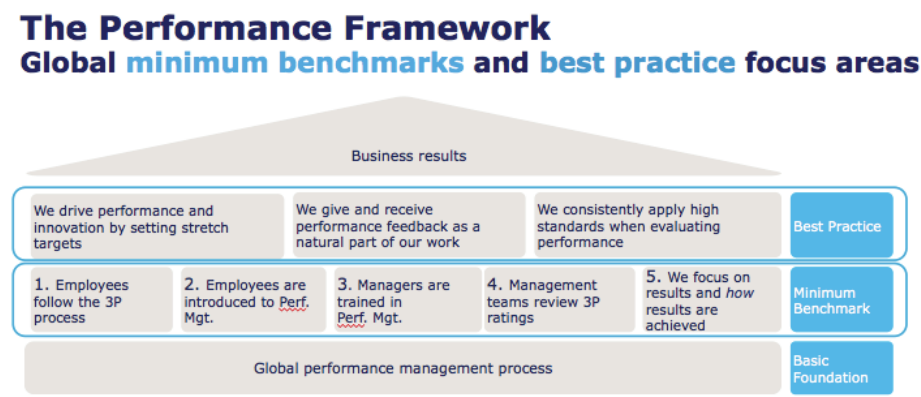 The Performance Framework
Global minimum benchmarks and best practice focus areas
Business results
We drive performance and
innovation by setting stretch
targets
We give and receive
performance feedback as a
natural part of our work
We consistently apply high
standards when evaluating
performance
Best Practice
1. Employees
follow the 3P
process
2. Employees are
introduced to Perf.
Mgt.
3. Managers are
trained in
Perf. Mgt.
4. Management
teams review 3P
ratings
5. We focus on
results and how
results are
achieved
Minimum
Benchmark
Global performance management process
Basic
Foundation